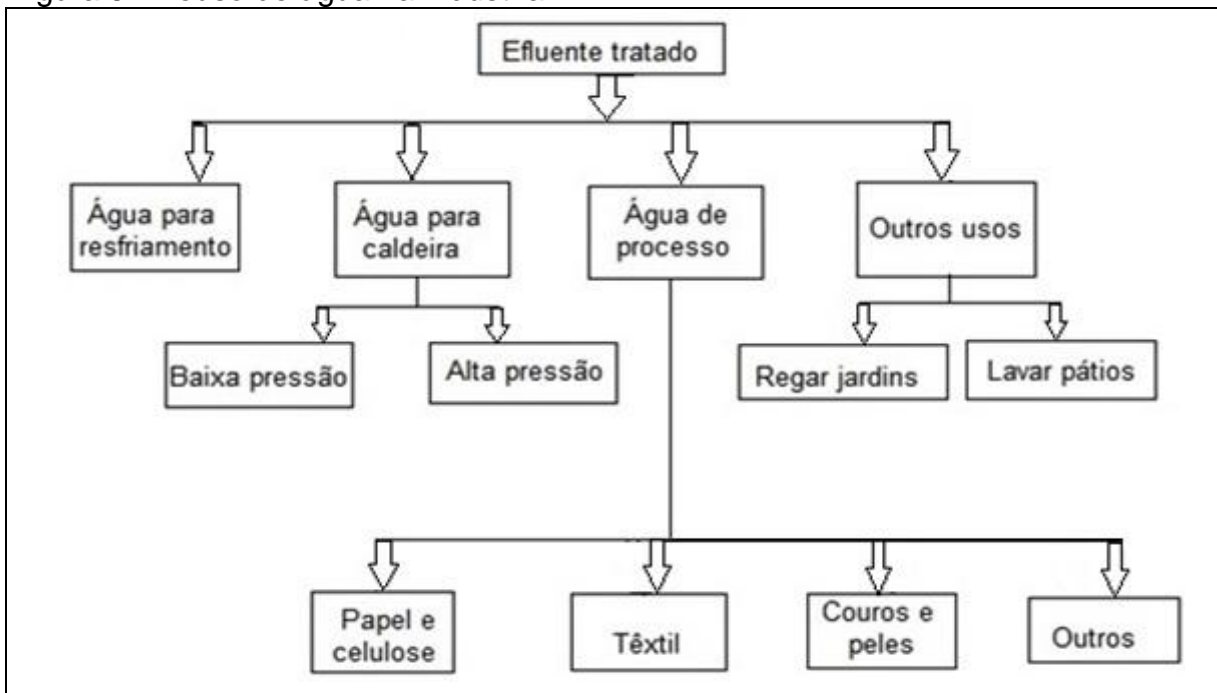 Efluente tratado
Água para
resfriamento
Água para
caldeira
Água de
processo
Outros usos
Baixa pressão
Alta pressão
Regar jardins
Lavar pátios
Papel e
celulose
Têxtil
Couros e
peles
Outros